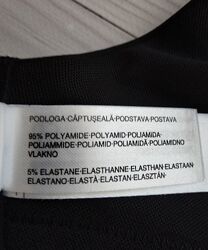 PODLOGA·CĂPTUŞEALĂ·PODSTAVA·POSTAVA
95% POLYAMIDE·POLYAMID·POLIAMIDA·
POLIAMMIDE·POLIAMID·POLIAMIDĂ·POLIAMIDNO
VLAKNO
5% ELASTANE·ELASTHANNE·ELASTHAN·ELASTAAN·
ELASTANO·ELASTĂ·ELASTAN·ELASZTÁN·